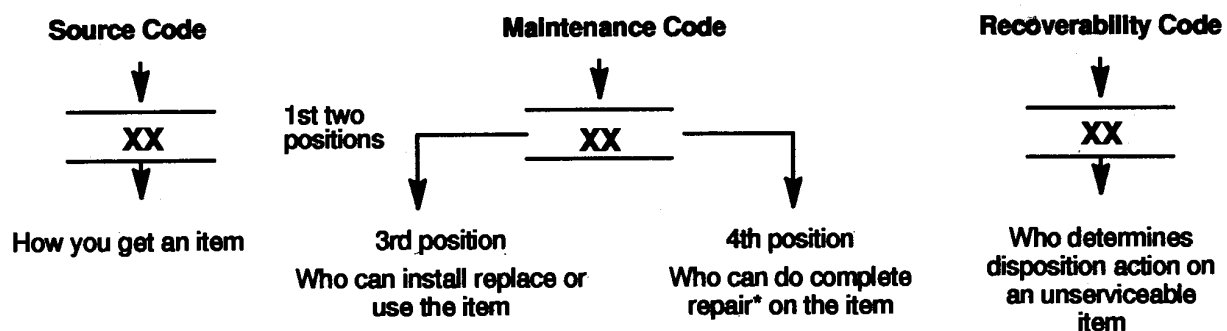 Source Code
Maintenance Code
Recoverability Code
XX
1st two
positions
XX
XX
How you get an item
3rd position
Who can install replace or
use the item
4th position
Who can do complete
repair* on the item
Who determines
disposition action on
an unserviceable
item